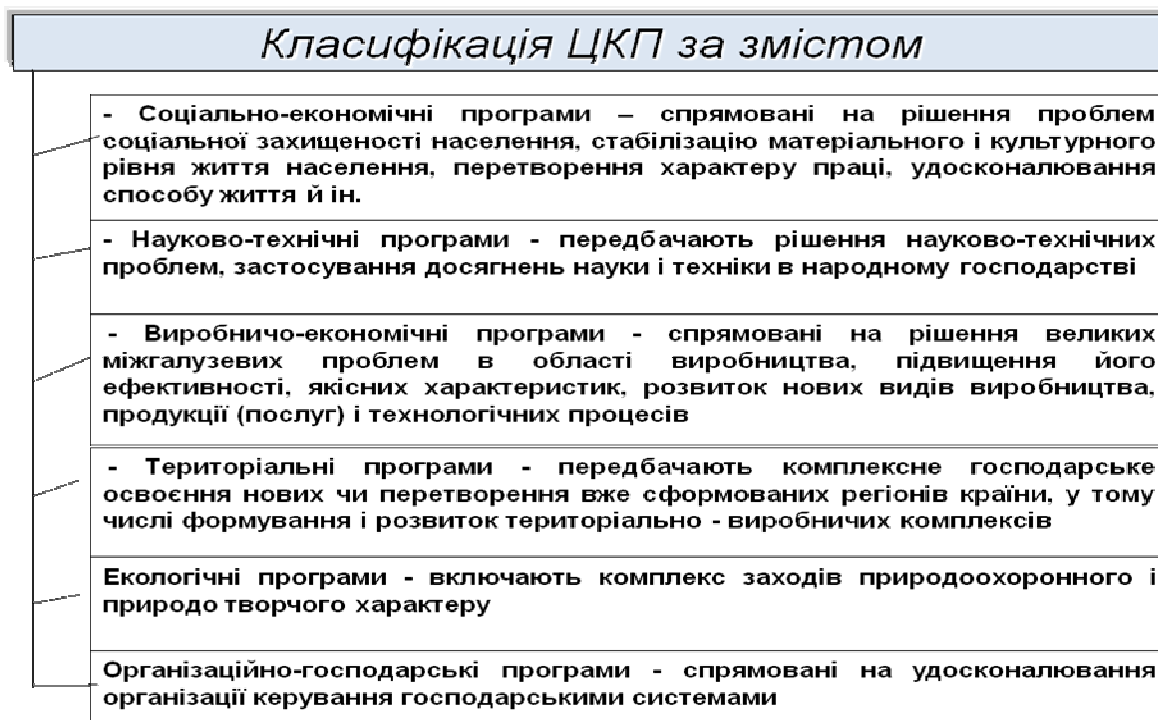 Класифікація ЦКП за змістом
- Соціально-економічні програми – спрямовані на рішення проблем
соціальної захищеності населення, стабілізацію матеріального і культурного
рівня життя населення, перетворення характеру праці, удосконалювання
способу життя й ін.
- Науково-технічні програми - передбачають рішення науково-технічних
проблем, застосування досягнень науки і техніки в народному господарстві
- Виробничо-економічні програми - спрямовані на рішення великих
міжгалузевих проблем в області виробництва, підвищення його
ефективності, якісних характеристик, розвиток нових видів виробництва,
продукції (послуг) і технологічних процесів
- Територіальні програми - передбачають комплексне господарське
освоєння нових чи перетворення вже сформованих регіонів країни, у тому
числі формування і розвиток територіально - виробничих комплексів
Екологічні програми - включають комплекс заходів природоохоронного і
природо творчого характеру
Організаційно-господарські програми - спрямовані на удосконалювання
організації керування господарськими системами